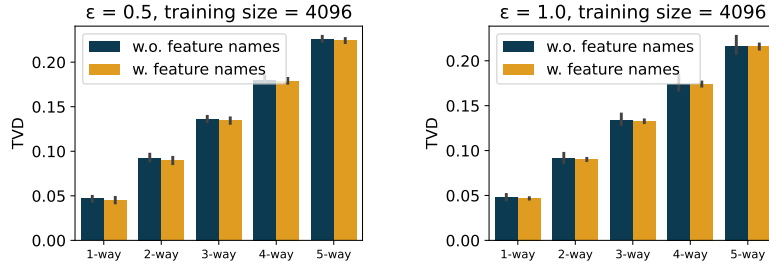 ε = 0.5, training size = 4096
w.o. feature names
w. feature names
TVD
0.20
0.15
0.10
0.05
0.00
1-way 2-way 3-way 4-way 5-way
ε = 1.0, training size = 4096
w.o. feature names
w. feature names
TVD
0.20
0.15
0.10
0.05
0.00
1-way 2-way 3-way 4-way 5-way